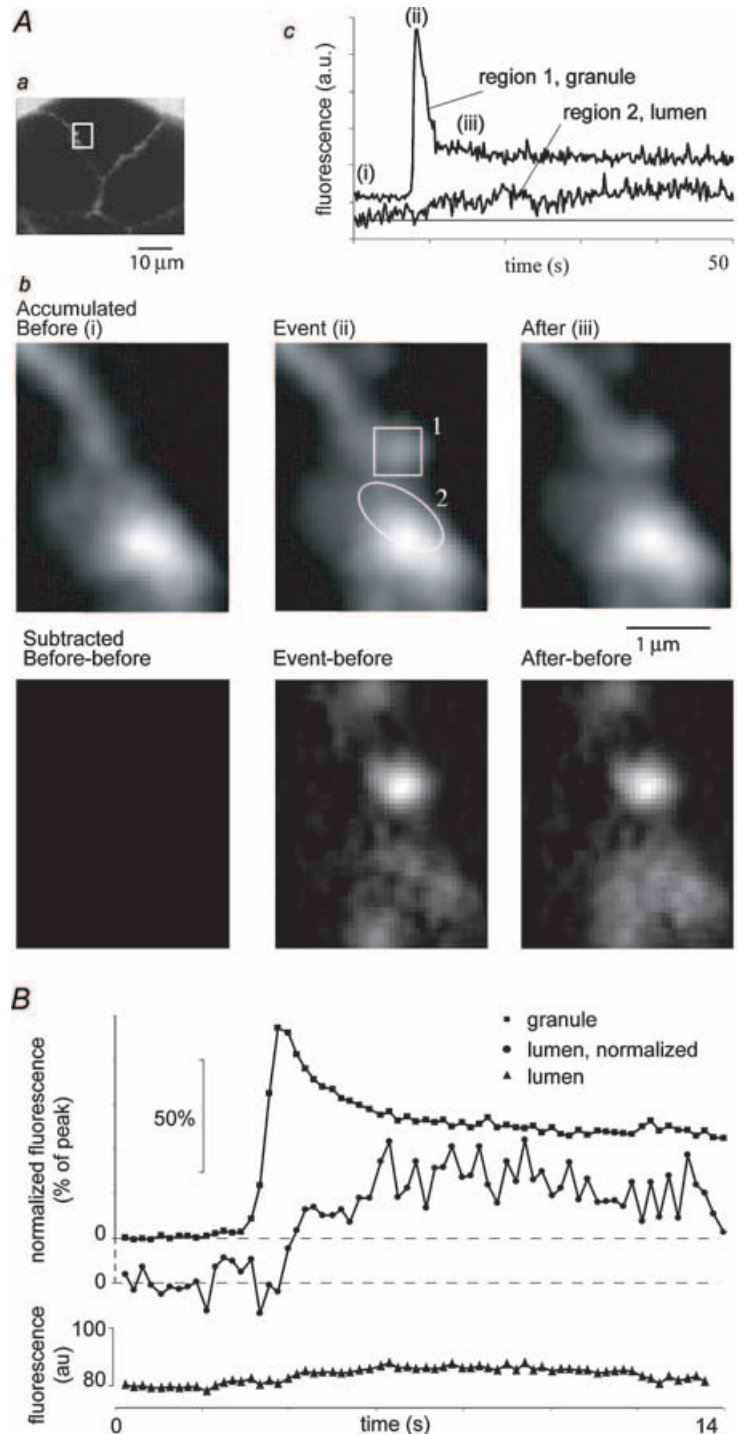 A
a
10 µm
c
fluorescence (a.u.)
(ii)
region 1, granule
region 2, lumen
(iii)
(i)
time (s)
50
b
Accumulated
Before (i)
Event (ii)
After (iii)
1
2
1 µm
Subtracted
Before-before
Event-before
After-before
B
granule
lumen, normalized
lumen
normalized fluorescence
(% of peak)
50%
0
0
fluorescence
(au)
100
80
0
time (s)
14